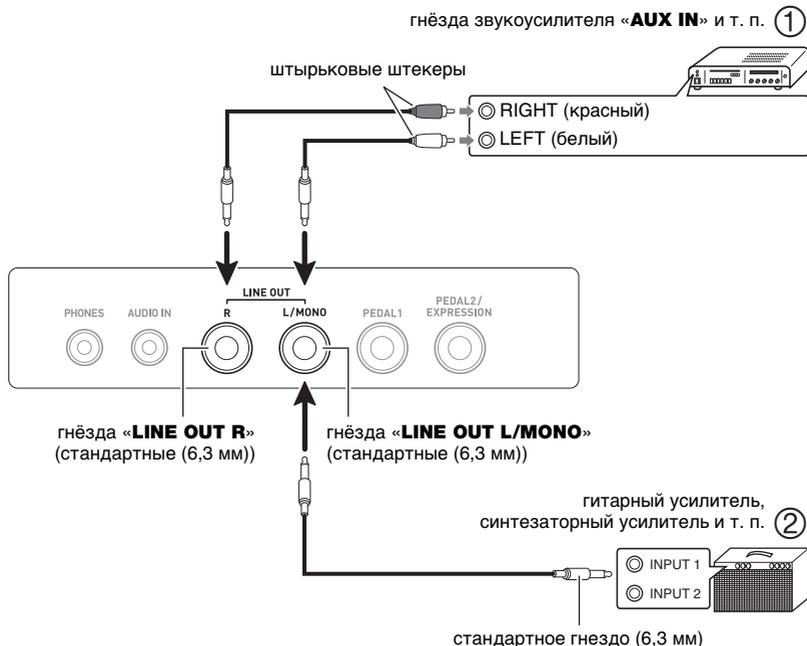 гнёзда звукоусилителя «AUX IN» и т. п. ①
штырьковые штекеры
RIGHT (красный)
LEFT (белый)
LINE OUT
PHONES
AUDIO IN
R
L/MONO
PEDAL1
PEDAL2/
EXPRESSION
гнёзда «LINE OUT R»
(стандартные (6,3 мм))
гнёзда «LINE OUT L/MONO»
(стандартные (6,3 мм))
гитарный усилитель,
синтезаторный усилитель и т. п. ②
INPUT 1
INPUT 2
стандартное гнездо (6,3 мм)